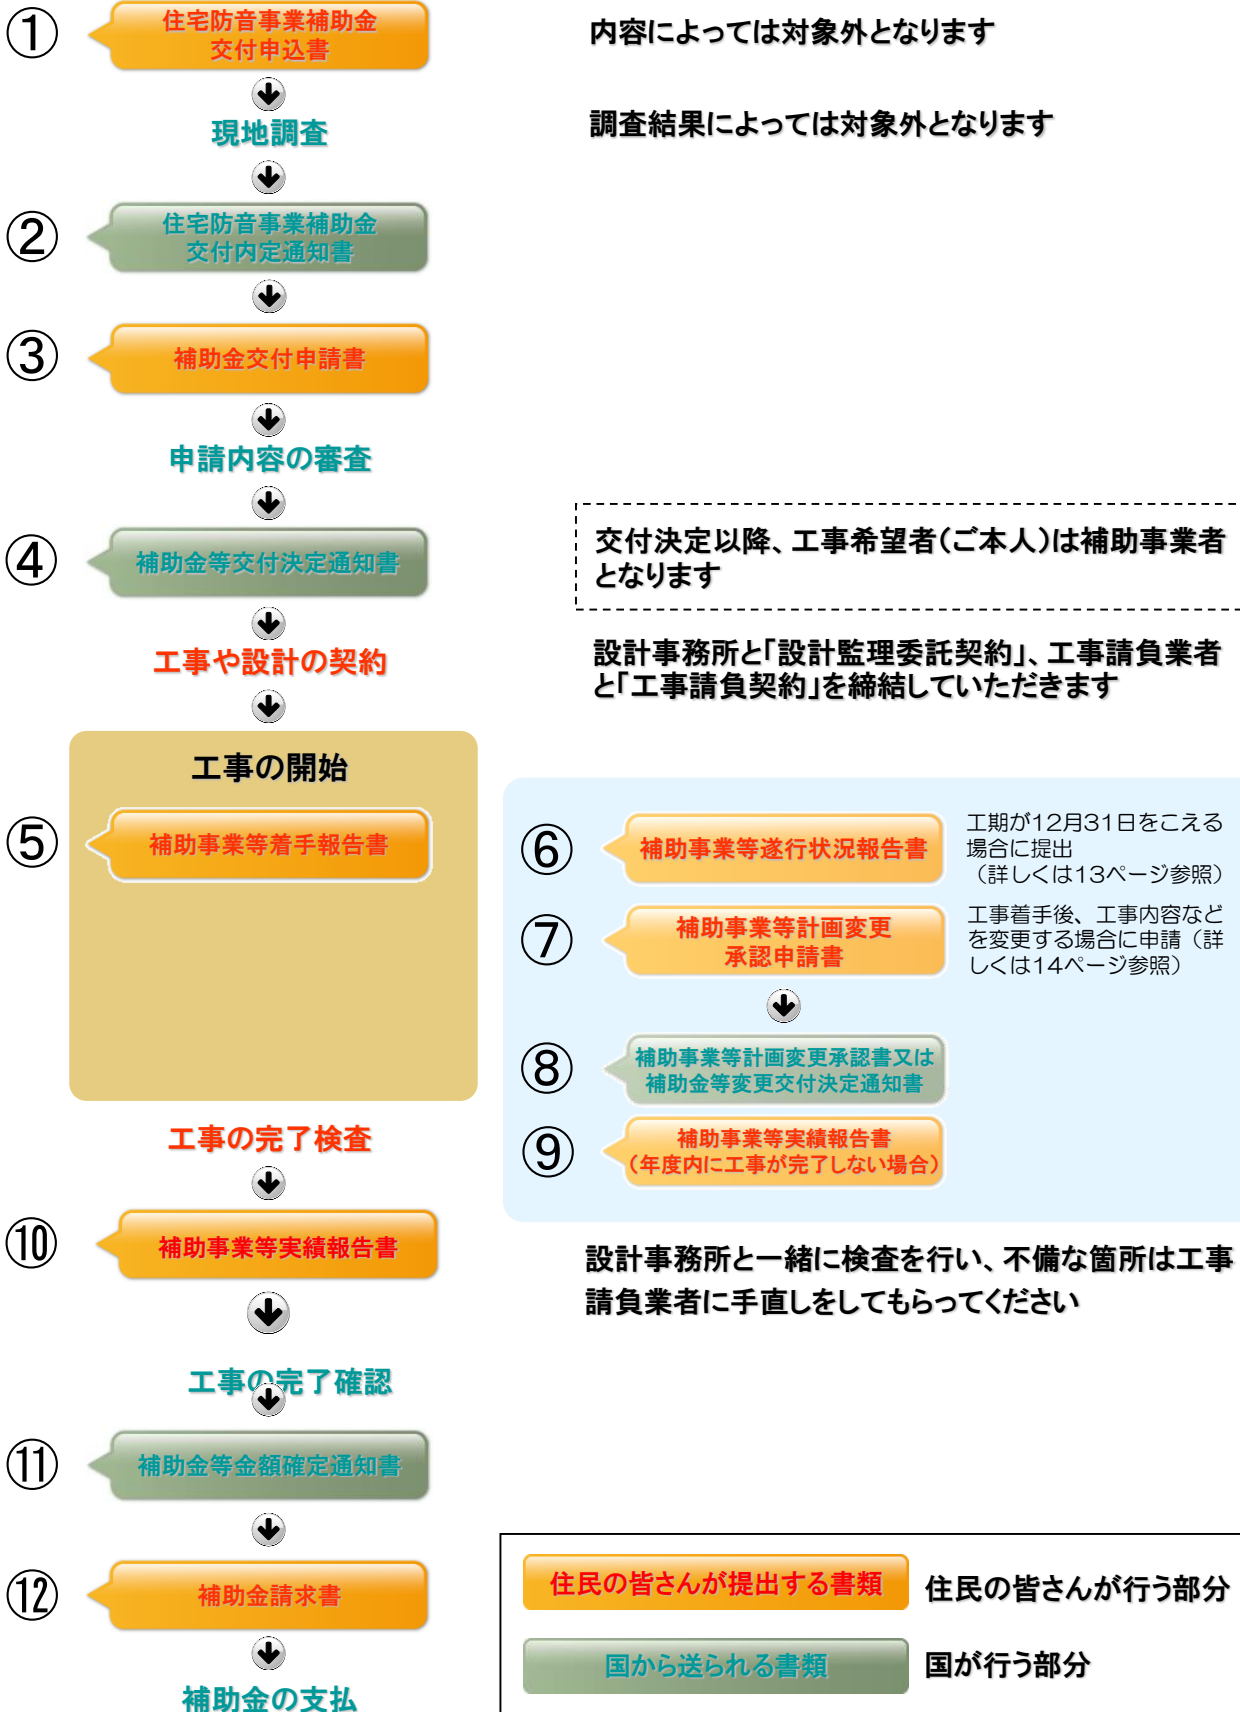 ①
住宅防音事業補助金
交付申込書
内容によっては対象外となります
現地調査
調査結果によっては対象外となります
②
住宅防音事業補助金
交付内定通知書
③
補助金交付申請書
申請内容の審査
④
補助金等交付決定通知書
交付決定以降、工事希望者(ご本人)は補助事業者
となります
工事や設計の契約
設計事務所と「設計監理委託契約」、工事請負業者
と「工事請負契約」を締結していただきます
工事の開始
⑤
補助事業等着手報告書
⑥
補助事業等遂行状況報告書
工期が12月31日をこえる
場合に提出
（詳しくは13ページ参照）
⑦
補助事業等計画変更
承認申請書
工事着手後、工事内容など
を変更する場合に申請（詳
しくは14ページ参照）
⑧
補助事業等計画変更承認書又は
補助金等変更交付決定通知書
⑨
補助事業等実績報告書
（年度内に工事が完了しない場合）
工事の完了検査
⑩
補助事業等実績報告書
設計事務所と一緒に検査を行い、不備な箇所は工事
請負業者に手直しをしてもらってください
工事の完了確認
⑪
補助金等金額確定通知書
⑫
補助金請求書
補助金の支払
住民の皆さんが提出する書類
住民の皆さんが行う部分
国から送られる書類
国が行う部分